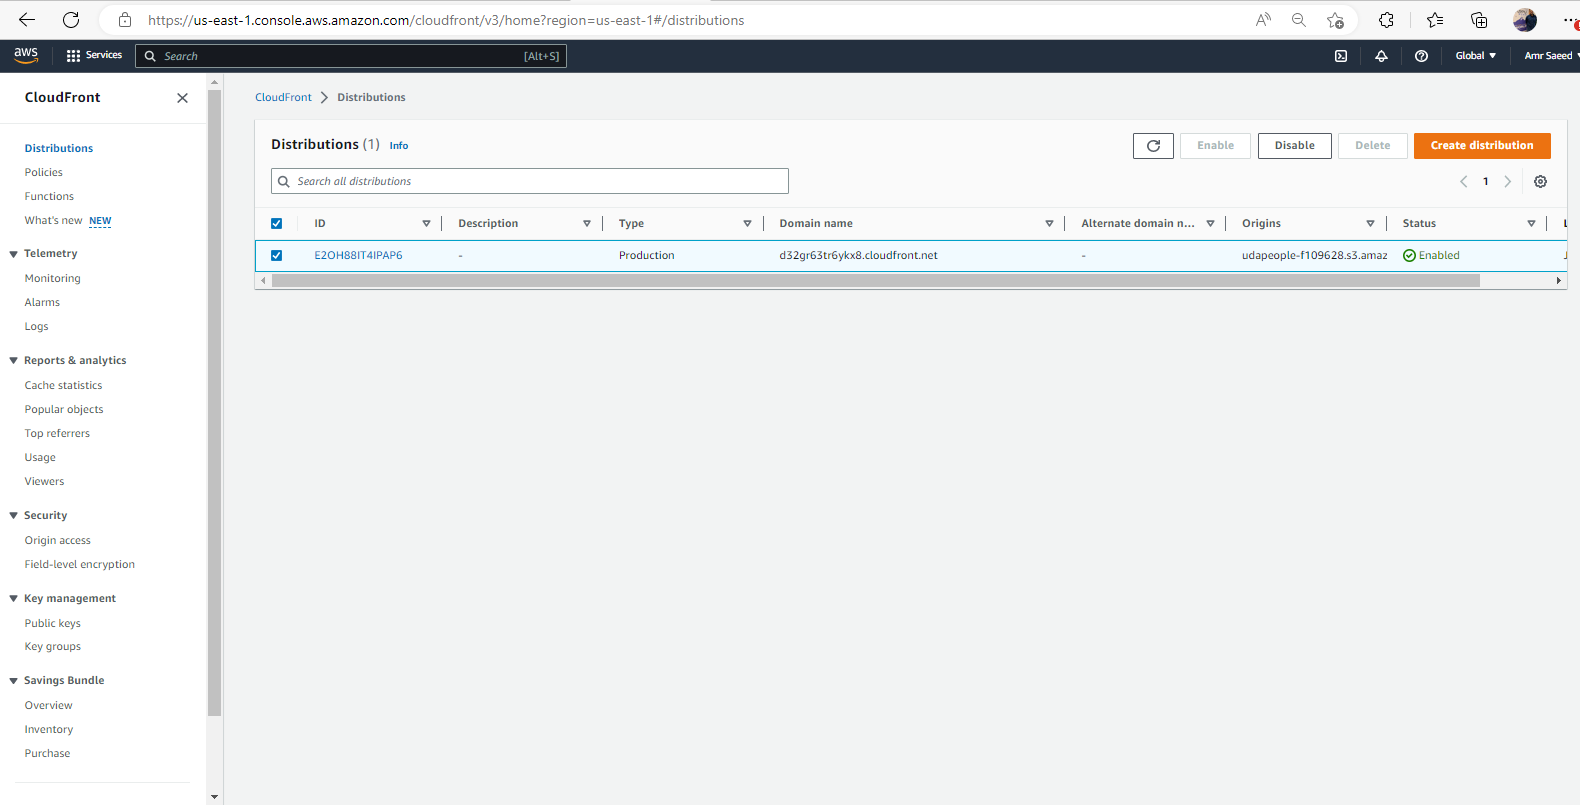 https://us-east-1.console.aws.amazon.com/cloudfront/v3/home?region=us-east-1#/distributions
aws
Services
Search
[Alt+S]
Global
Amr Saeed
CloudFront
Distributions
Policies
Functions
What's new NEW
Telemetry
Monitoring
Alarms
Logs
Reports & analytics
Cache statistics
Popular objects
Top referrers
Usage
Viewers
Security
Origin access
Field-level encryption
Key management
Public keys
Key groups
Savings Bundle
Overview
Inventory
Purchase
CloudFront > Distributions
Distributions (1) Info
Enable
Disable
Delete
Create distribution
Search all distributions
1
ID Description Type Domain name Alternate domain n... Origins Status
E2OH88IT4IPAP6 - Production d32gr63tr6ykx8.cloudfront.net - udapeople-f109628.s3.amaz Enabled